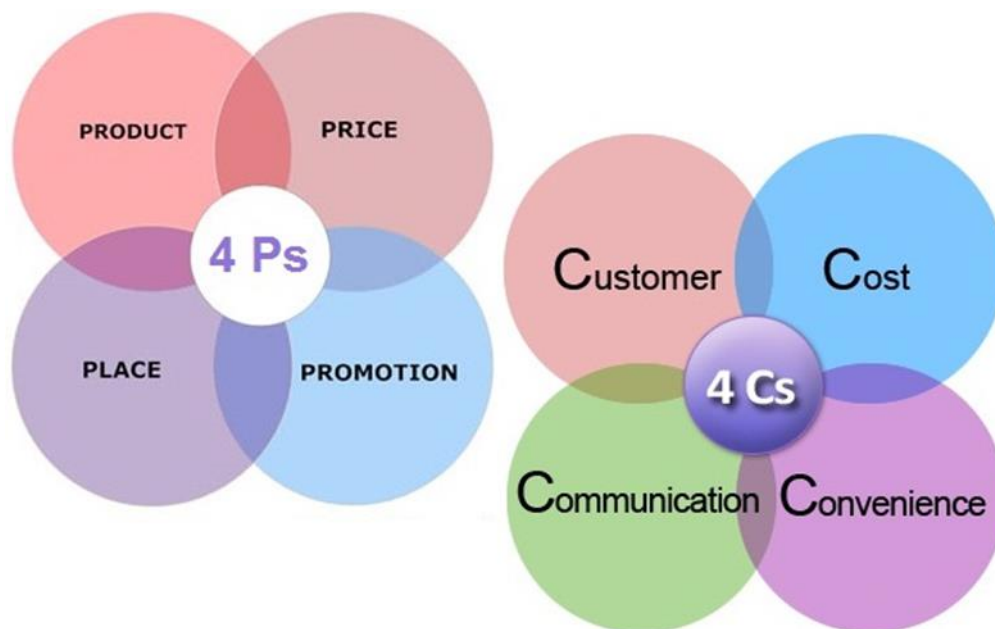 PRODUCT
PRICE
4 Ps
PLACE
PROMOTION
Customer
Cost
4 Cs
Communication
Convenience